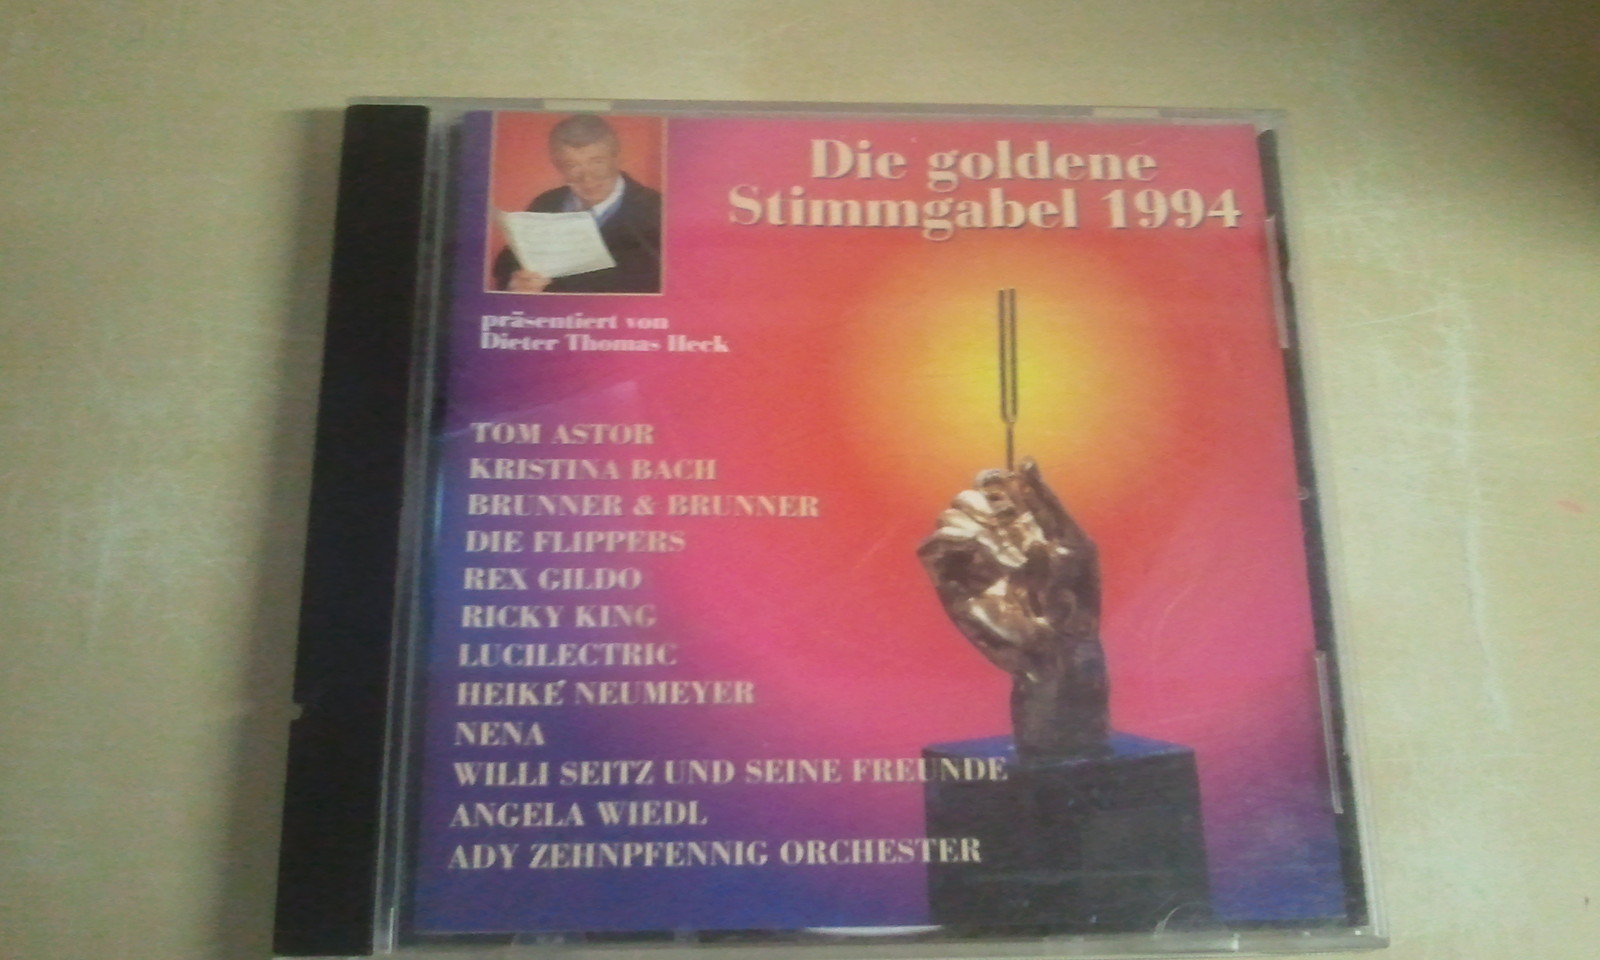 Die goldene
Stimmgabel 1994
präsentiert von
Dieter Thomas Heck
TOM ASTOR
KRISTINA BACH
BRUNNER & BRUNNER
DIE FLIPPERS
REX GILDO
RICKY KING
LUCILECTRIC
HEIKE NEUMEYER
NENA
WILLI SEITZ UND SEINE FREUNDE
ANGELA WIEDL
ADY ZEHNPFENNIG ORCHESTER